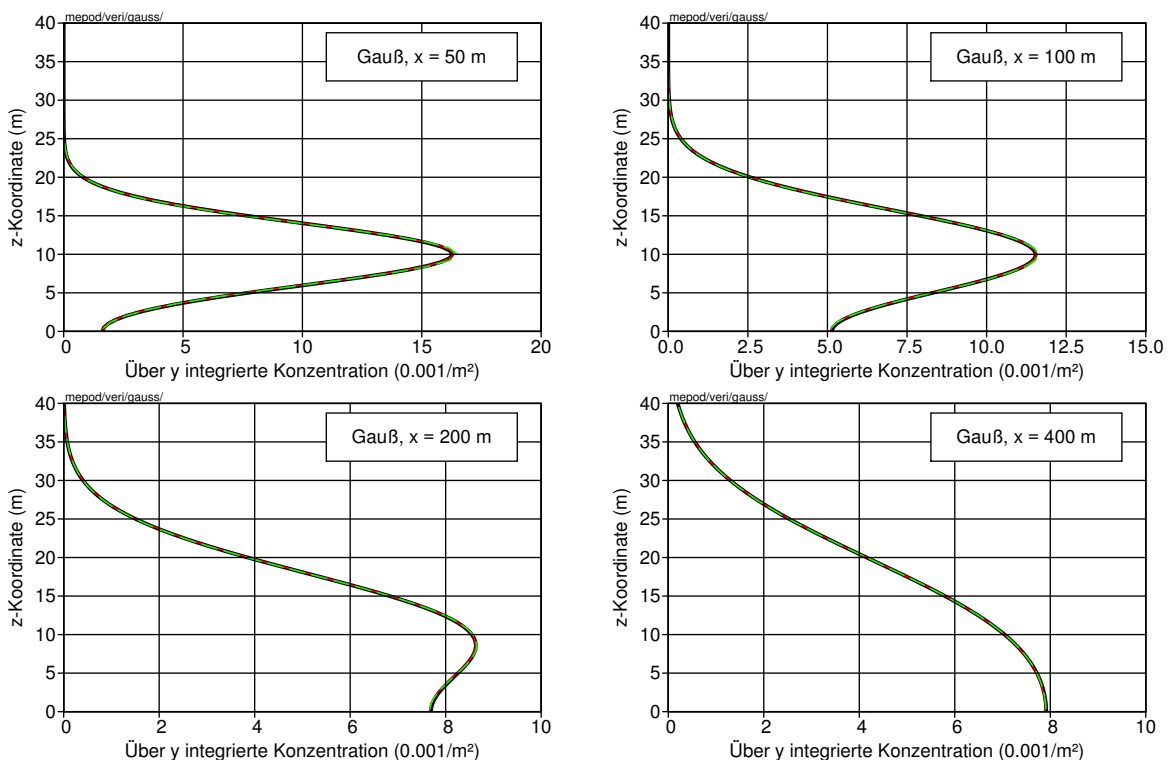 mepod/veri/gauss/
Gauß, x = 50 m
z-Koordinate (m)
40
35
30
25
20
15
10
5
0
0 5 10 15 20
Über y integrierte Konzentration (0.001/m²)
mepod/veri/gauss/
Gauß, x = 100 m
z-Koordinate (m)
40
35
30
25
20
15
10
5
0
0.0 2.5 5.0 7.5 10.0 12.5 15.0
Über y integrierte Konzentration (0.001/m²)
mepod/veri/gauss/
Gauß, x = 200 m
z-Koordinate (m)
40
35
30
25
20
15
10
5
0
0 2 4 6 8 10
Über y integrierte Konzentration (0.001/m²)
mepod/veri/gauss/
Gauß, x = 400 m
z-Koordinate (m)
40
35
30
25
20
15
10
5
0
0 2 4 6 8 10
Über y integrierte Konzentration (0.001/m²)